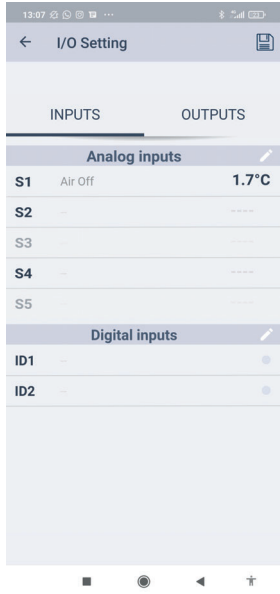 13:07
I/O Setting
INPUTS OUTPUTS
Analog inputs
S1 Air Off 1.7°C
S2 -- ----
S3 -- ----
S4 -- ----
S5 ----
Digital inputs
ID1 --
ID2 --